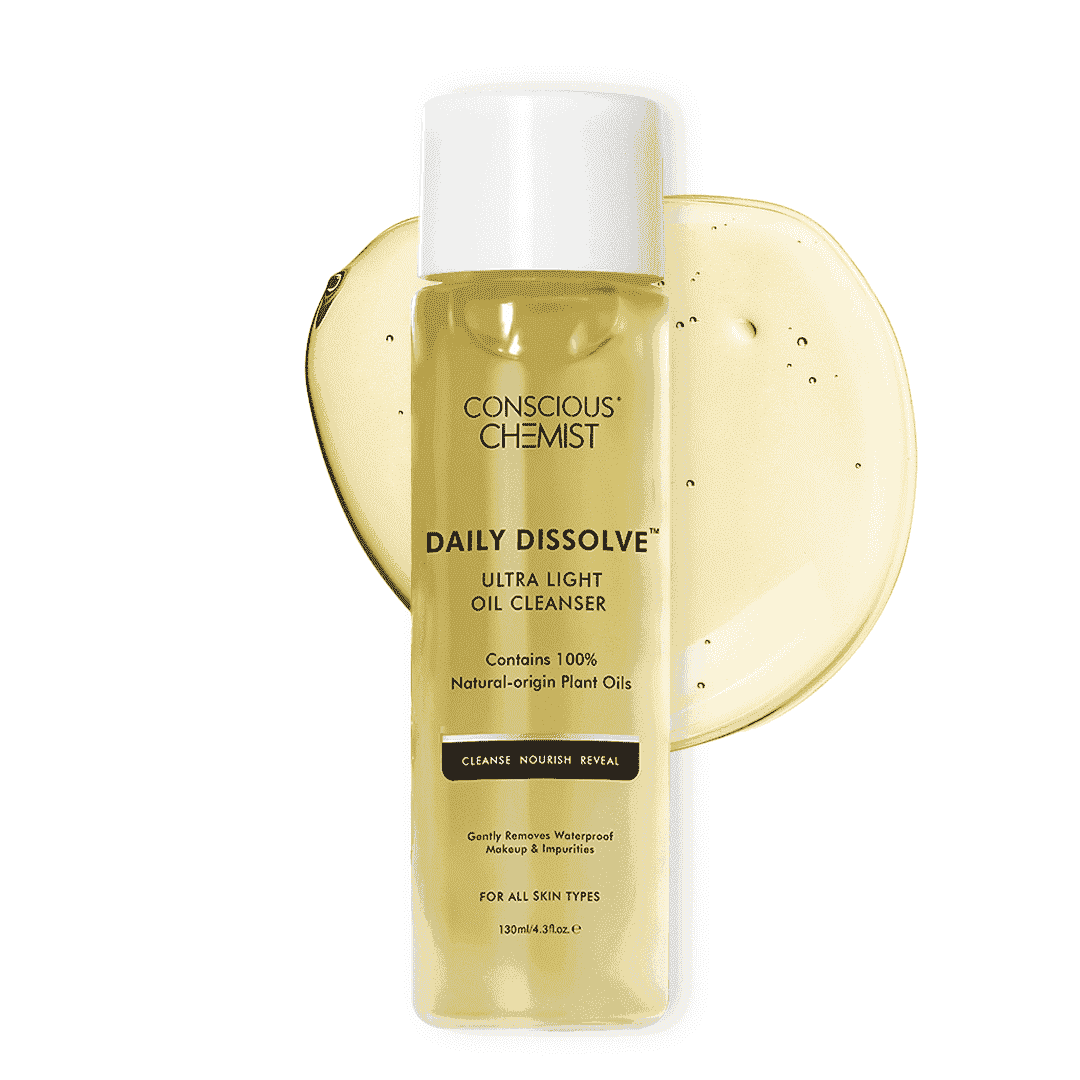 CONSCIOUS®
CHEMIST
DAILY DISSOLVE™
ULTRA LIGHT
OIL CLEANSER
Contains 100%
Natural-origin Plant Oils
CLEANSE NOURISH REVEAL
Gently Removes Waterproof
Makeup & Impurities
FOR ALL SKIN TYPES
130ml/4.3fl.oz. ℮